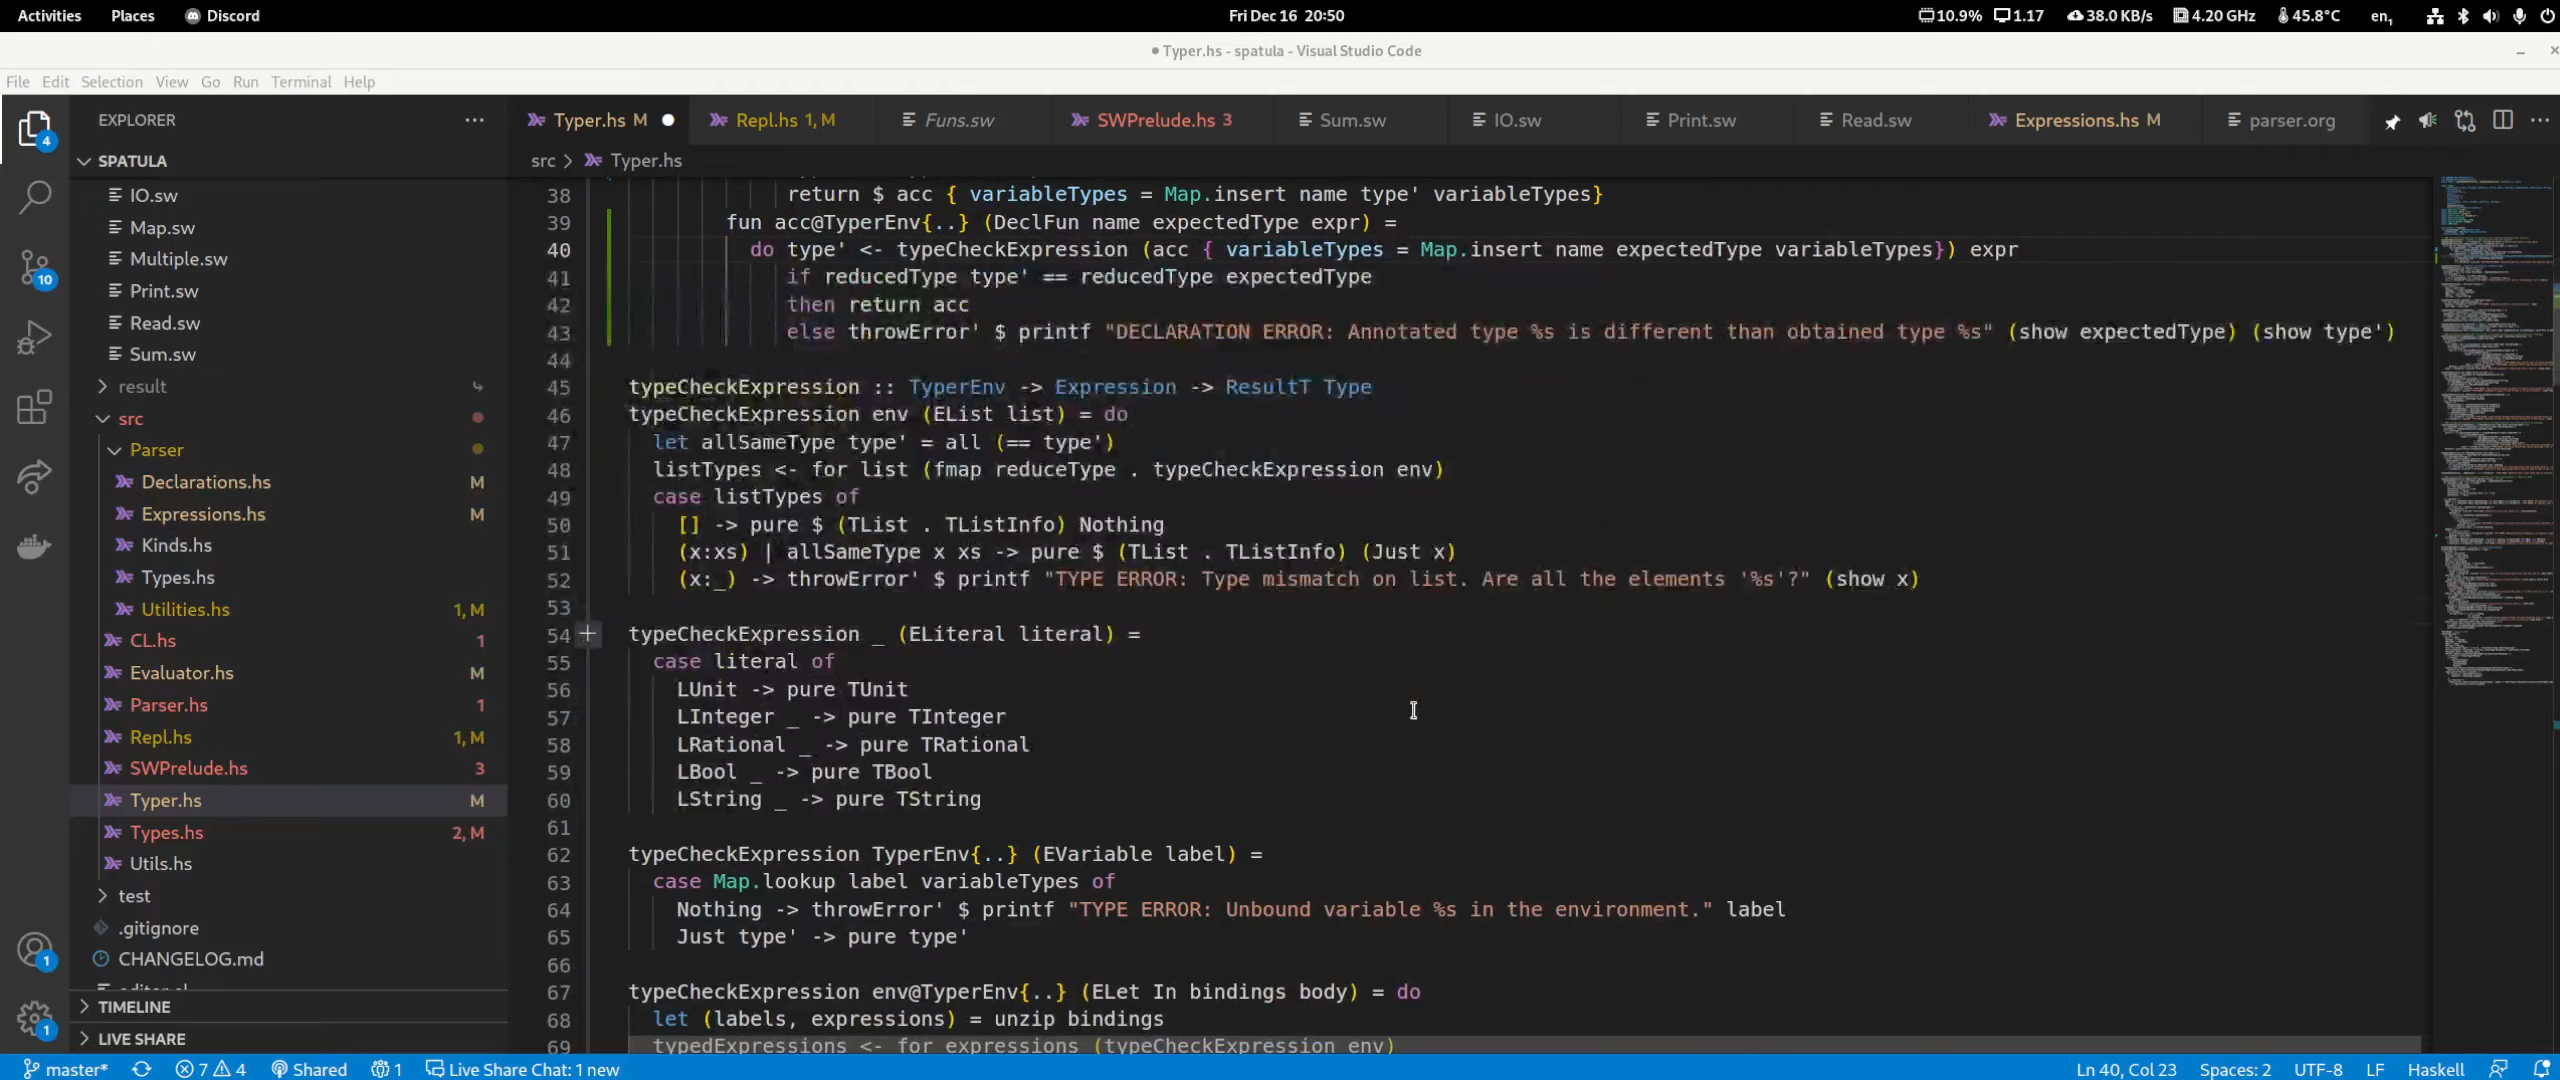 Activities Places Discord Fri Dec 16 20:50 10.9% 1.17 38.0 KB/s 4.20 GHz 45.8°C en₁
● Typer.hs - spatula - Visual Studio Code
File Edit Selection View Go Run Terminal Help
EXPLORER ··· Typer.hs M ● Repl.hs 1, M Funs.sw SWPrelude.hs 3 Sum.sw IO.sw Print.sw Read.sw Expressions.hs M parser.org ···
4
SPATULA
src > Typer.hs
IO.sw
Map.sw
Multiple.sw
Print.sw
10
Read.sw
Sum.sw
result
src
Parser
Declarations.hs M
Expressions.hs M
Kinds.hs
Types.hs
Utilities.hs 1, M
CL.hs 1
Evaluator.hs M
Parser.hs 1
Repl.hs 1, M
SWPrelude.hs 3
Typer.hs M
Types.hs 2, M
Utils.hs
test
.gitignore
CHANGELOG.md
1
TIMELINE
1
LIVE SHARE
38 return $ acc { variableTypes = Map.insert name type' variableTypes}
39 fun acc@TyperEnv{..} (DeclFun name expectedType expr) =
40 do type' <- typeCheckExpression (acc { variableTypes = Map.insert name expectedType variableTypes}) expr
41 if reducedType type' == reducedType expectedType
42 then return acc
43 else throwError' $ printf "DECLARATION ERROR: Annotated type %s is different than obtained type %s" (show expectedType) (show type')
44
45 typeCheckExpression :: TyperEnv -> Expression -> ResultT Type
46 typeCheckExpression env (EList list) = do
47 let allSameType type' = all (== type')
48 listTypes <- for list (fmap reduceType . typeCheckExpression env)
49 case listTypes of
50 [] -> pure $ (TList . TListInfo) Nothing
51 (x:xs) | allSameType x xs -> pure $ (TList . TListInfo) (Just x)
52 (x:_) -> throwError' $ printf "TYPE ERROR: Type mismatch on list. Are all the elements '%s'?" (show x)
53
54 typeCheckExpression _ (ELiteral literal) =
55 case literal of
56 LUnit -> pure TUnit
57 LInteger _ -> pure TInteger
58 LRational _ -> pure TRational
59 LBool _ -> pure TBool
60 LString _ -> pure TString
61
62 typeCheckExpression TyperEnv{..} (EVariable label) =
63 case Map.lookup label variableTypes of
64 Nothing -> throwError' $ printf "TYPE ERROR: Unbound variable %s in the environment." label
65 Just type' -> pure type'
66
67 typeCheckExpression env@TyperEnv{..} (ELet In bindings body) = do
68 let (labels, expressions) = unzip bindings
69 typedExpressions <- for expressions (typeCheckExpression env)
master* 7 4 Shared 1 Live Share Chat: 1 new Ln 40, Col 23 Spaces: 2 UTF-8 LF Haskell